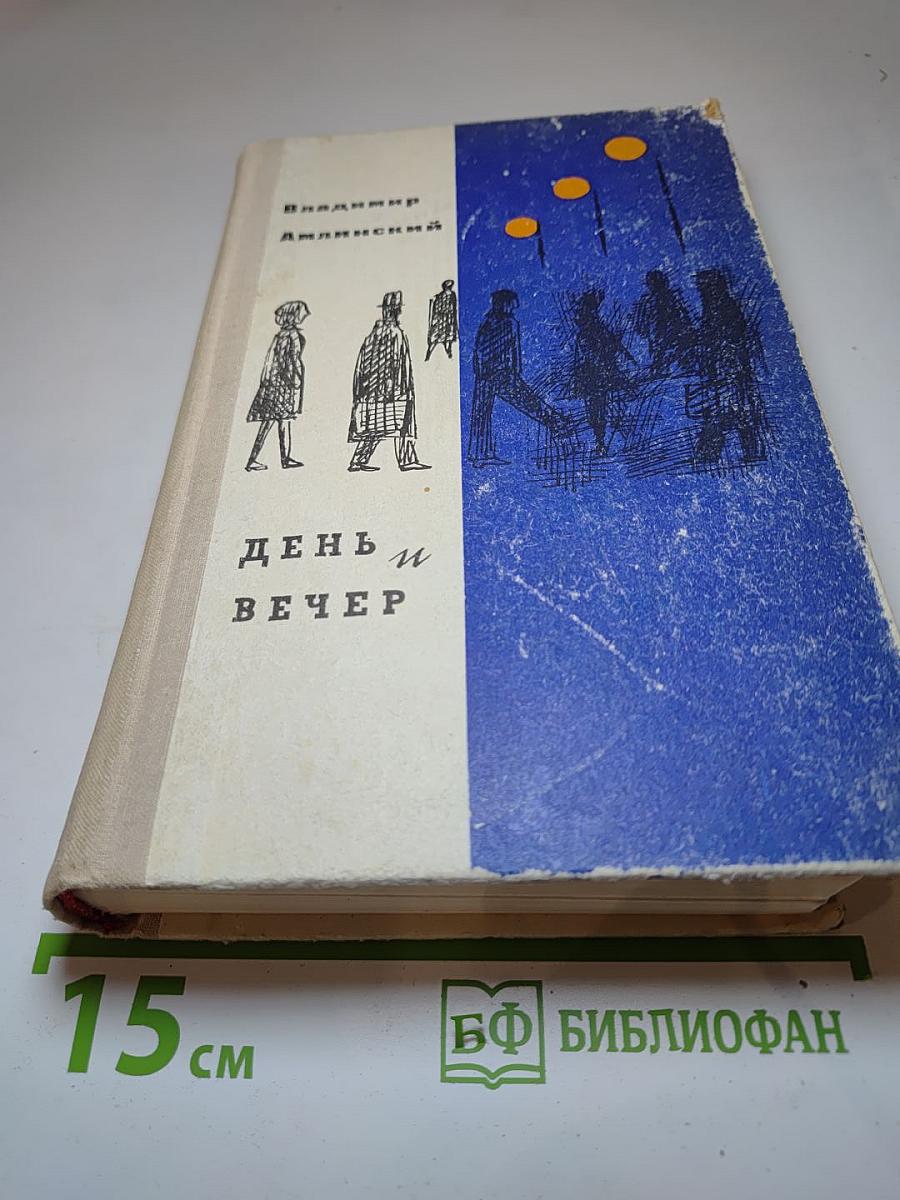 Владимир
Амлинский
ДЕНЬ и
ВЕЧЕР
15 см
БФ БИБЛИОФАН